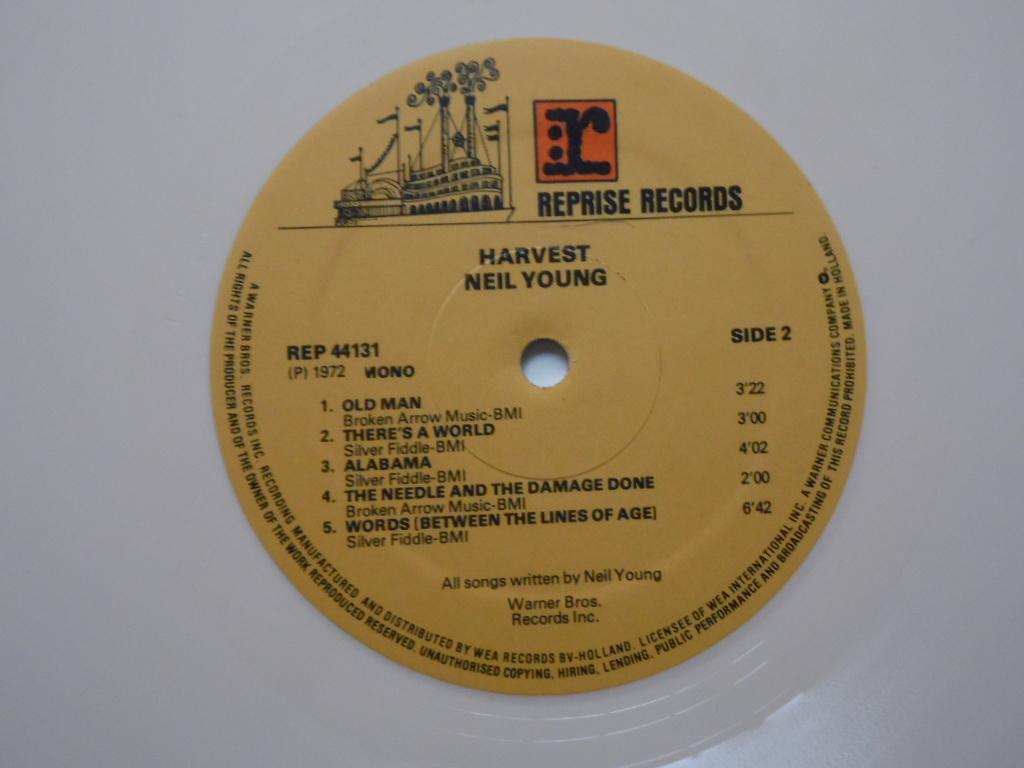 r
REPRISE RECORDS
HARVEST
NEIL YOUNG
REP 44131
SIDE 2
(P) 1972 MONO
1. OLD MAN 3'22
Broken Arrow Music-BMI
2. THERE'S A WORLD 3'00
Silver Fiddle-BMI
3. ALABAMA 4'02
Silver Fiddle-BMI
4. THE NEEDLE AND THE DAMAGE DONE 2'00
Broken Arrow Music-BMI
5. WORDS [BETWEEN THE LINES OF AGE] 6'42
Silver Fiddle-BMI
All songs written by Neil Young
Warner Bros.
Records Inc.
A WARNER BROS. RECORDS INC. RECORDING MANUFACTURED AND DISTRIBUTED BY WEA RECORDS BV-HOLLAND. LICENSEE OF WEA INTERNATIONAL INC. A WARNER COMMUNICATIONS COMPANY
ALL RIGHTS OF THE PRODUCER AND OF THE OWNER OF THE WORK REPRODUCED RESERVED. UNAUTHORISED COPYING, HIRING, LENDING, PUBLIC PERFORMANCE AND BROADCASTING OF THIS RECORD PROHIBITED. MADE IN HOLLAND.